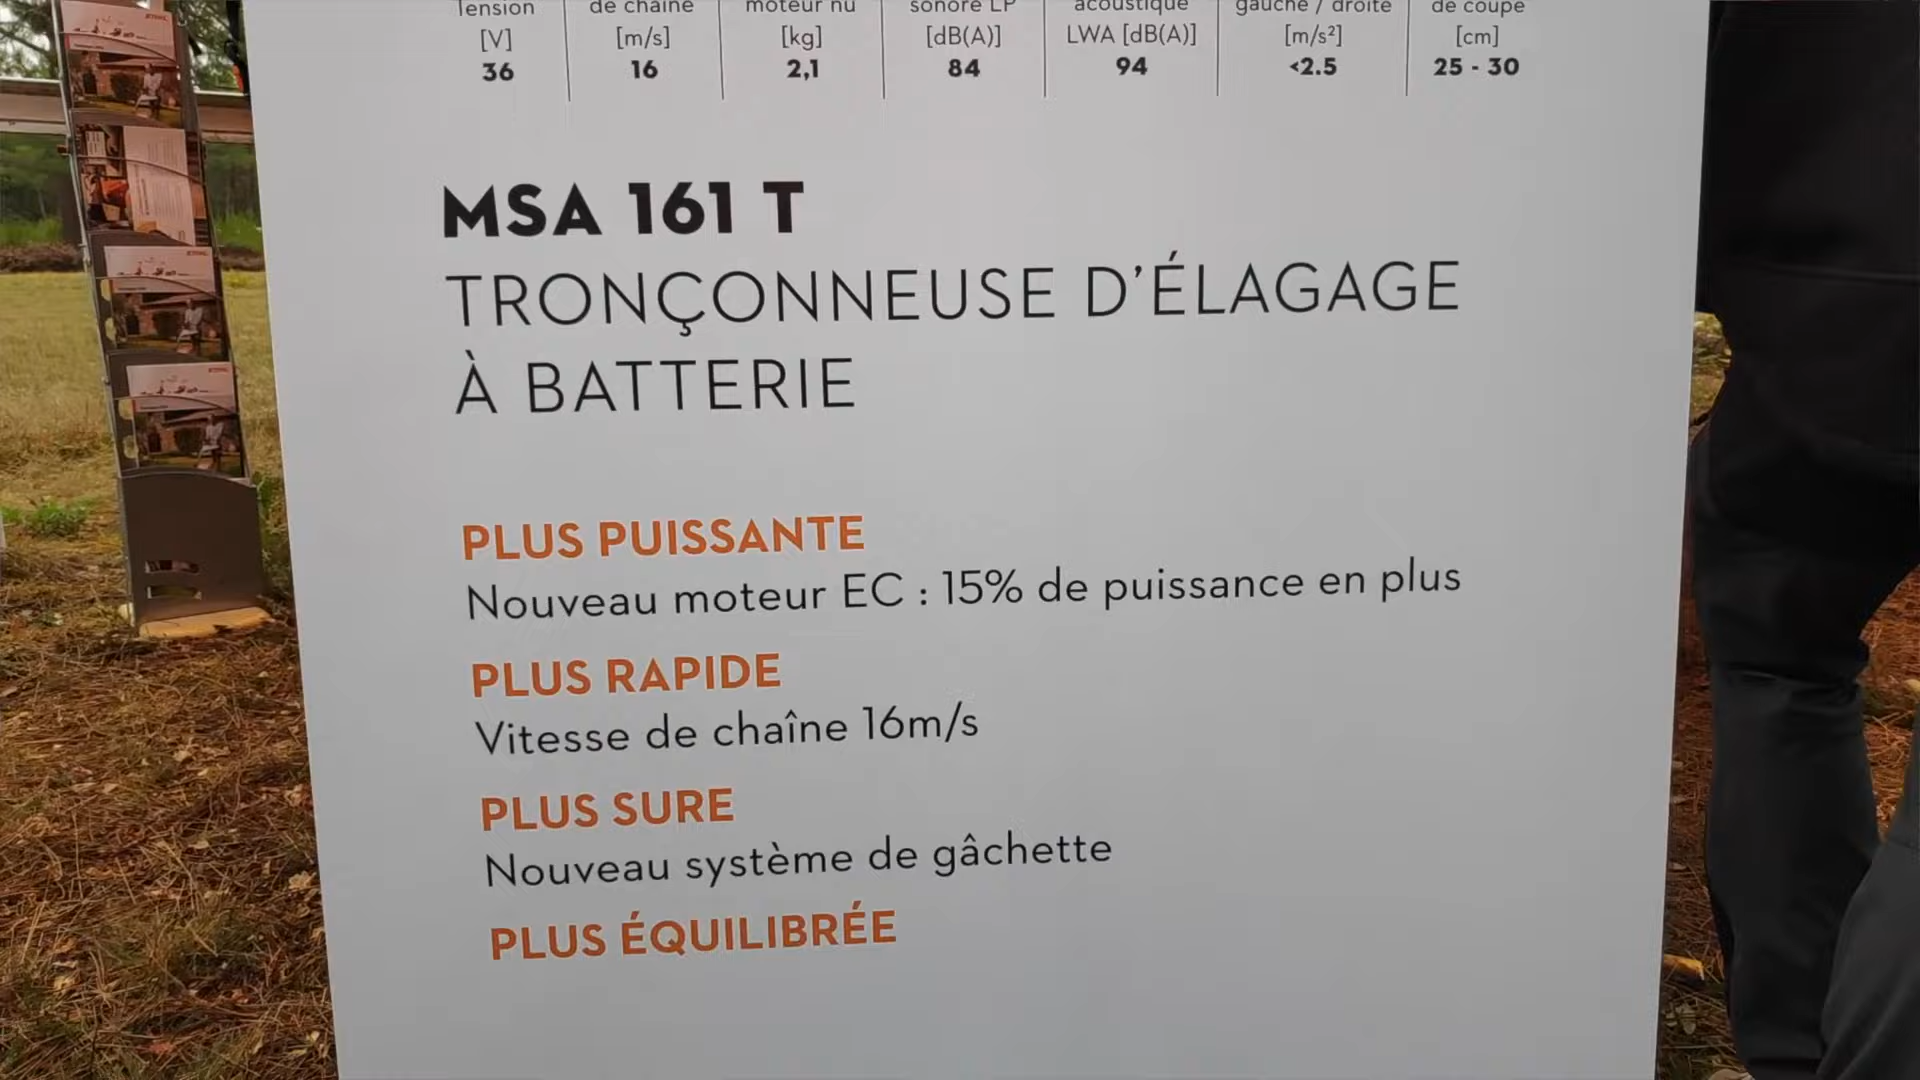 Tension de chaîne moteur nu sonore LP acoustique gauche / droite de coupe
[V] [m/s] [kg] [dB(A)] LWA [dB(A)] [m/s²] [cm]
36 16 2,1 84 94 <2.5 25 - 30
MSA 161 T
TRONÇONNEUSE D'ÉLAGAGE
À BATTERIE
PLUS PUISSANTE
Nouveau moteur EC : 15% de puissance en plus
PLUS RAPIDE
Vitesse de chaîne 16m/s
PLUS SURE
Nouveau système de gâchette
PLUS ÉQUILIBRÉE